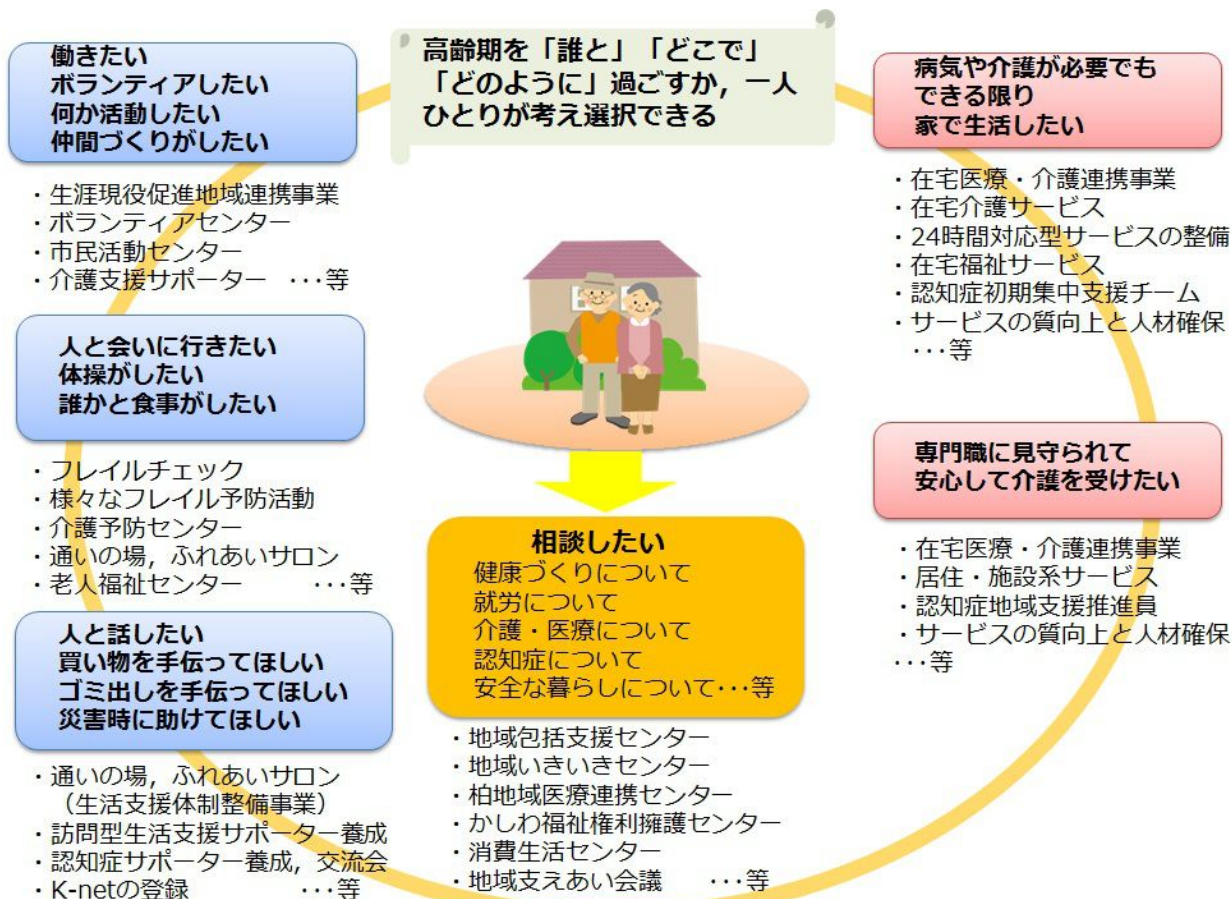 高齢期を「誰と」「どこで」
「どのように」過ごすか，一人
ひとりが考え選択できる
働きたい
ボランティアしたい
何か活動したい
仲間づくりがしたい
・生涯現役促進地域連携事業
・ボランティアセンター
・市民活動センター
・介護支援サポーター　･･･等
人と会いに行きたい
体操がしたい
誰かと食事がしたい
・フレイルチェック
・様々なフレイル予防活動
・介護予防センター
・通いの場，ふれあいサロン
・老人福祉センター　　　･･･等
人と話したい
買い物を手伝ってほしい
ゴミ出しを手伝ってほしい
災害時に助けてほしい
・通いの場，ふれあいサロン
（生活支援体制整備事業）
・訪問型生活支援サポーター養成
・認知症サポーター養成，交流会
・K-netの登録　　　　･･･等
相談したい
健康づくりについて
就労について
介護・医療について
認知症について
安全な暮らしについて･･･等
・地域包括支援センター
・地域いきいきセンター
・柏地域医療連携センター
・かしわ福祉権利擁護センター
・消費生活センター
・地域支えあい会議　　･･･等
病気や介護が必要でも
できる限り
家で生活したい
・在宅医療・介護連携事業
・在宅介護サービス
・24時間対応型サービスの整備
・在宅福祉サービス
・認知症初期集中支援チーム
・サービスの質向上と人材確保
･･･等
専門職に見守られて
安心して介護を受けたい
・在宅医療・介護連携事業
・居住・施設系サービス
・認知症地域支援推進員
・サービスの質向上と人材確保
･･･等